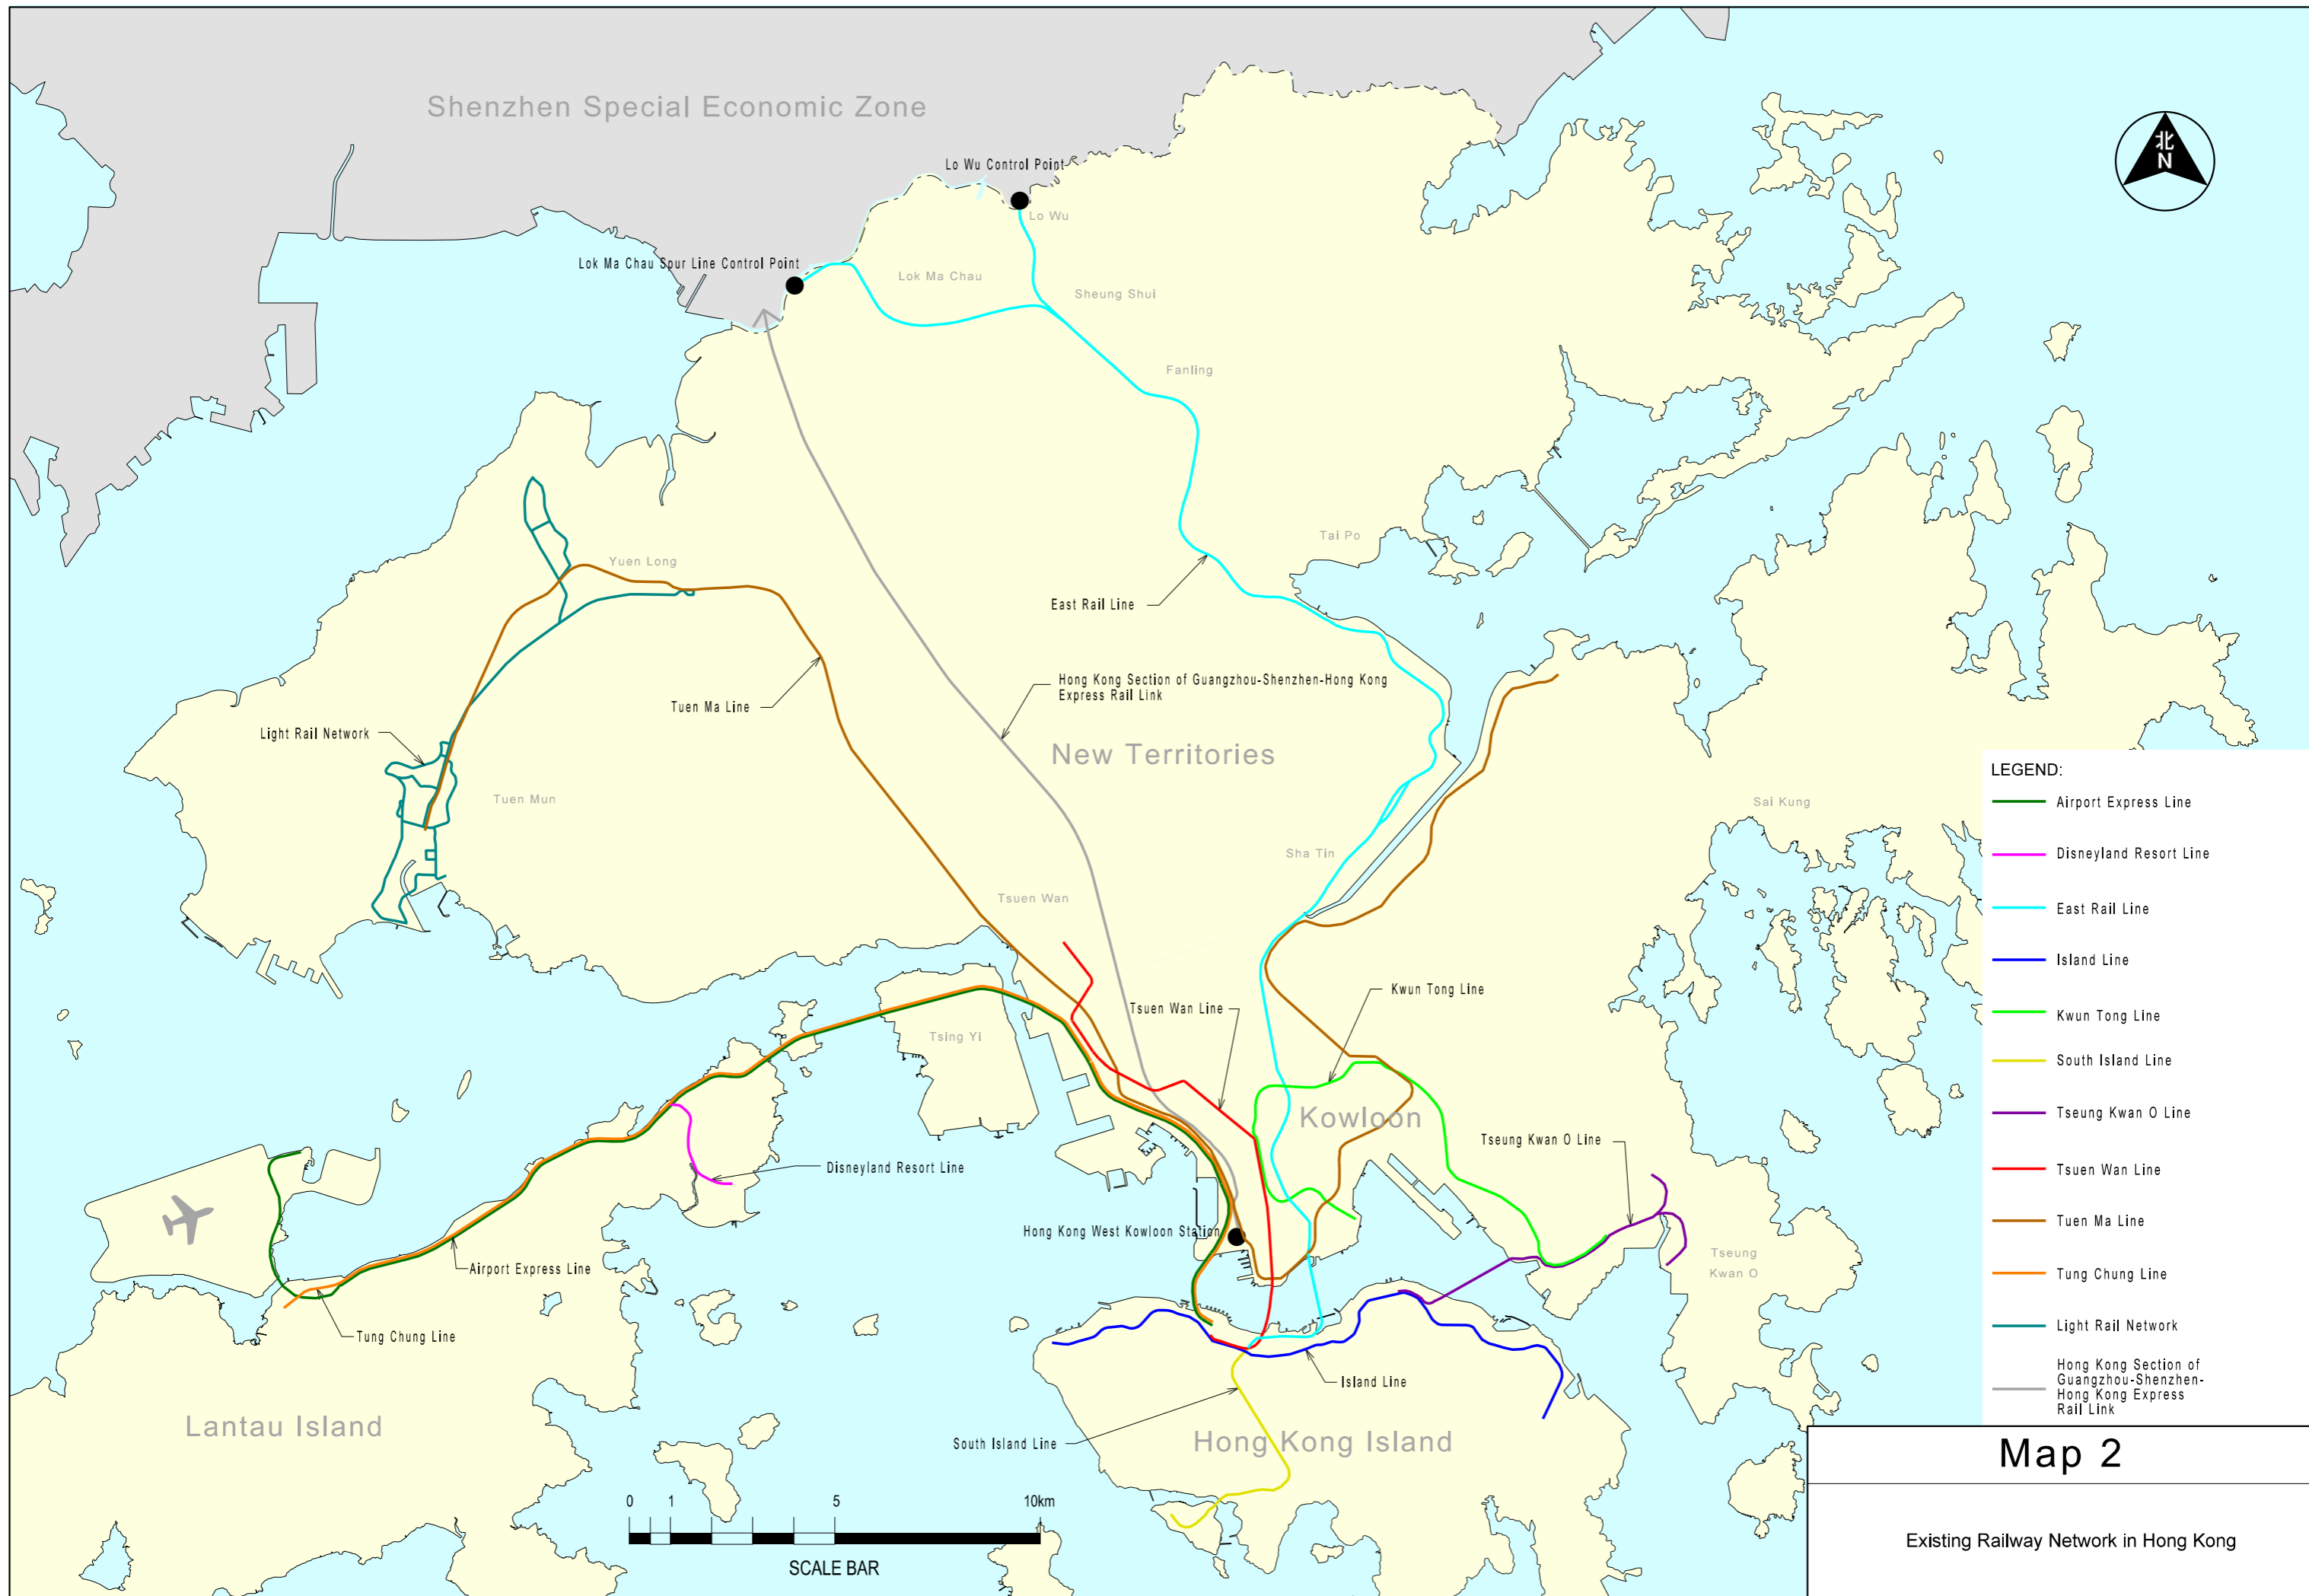 Shenzhen Special Economic Zone
北
N
Lo Wu Control Point
Lo Wu
Lok Ma Chau Spur Line Control Point
Lok Ma Chau
Sheung Shui
Fanling
Tai Po
Yuen Long
East Rail Line
Hong Kong Section of Guangzhou-Shenzhen-Hong Kong
Express Rail Link
Tuen Ma Line
Light Rail Network
New Territories
Tuen Mun
Sha Tin
Sai Kung
Tsuen Wan
Kwun Tong Line
Tsuen Wan Line
Tsing Yi
Kowloon
Tseung Kwan O Line
Disneyland Resort Line
Hong Kong West Kowloon Station
Tseung
Kwan O
Airport Express Line
Tung Chung Line
Island Line
Lantau Island
South Island Line
Hong Kong Island
0 1 5 10km
SCALE BAR
LEGEND:
Airport Express Line
Disneyland Resort Line
East Rail Line
Island Line
Kwun Tong Line
South Island Line
Tseung Kwan O Line
Tsuen Wan Line
Tuen Ma Line
Tung Chung Line
Light Rail Network
Hong Kong Section of
Guangzhou-Shenzhen-
Hong Kong Express
Rail Link
Map 2
Existing Railway Network in Hong Kong